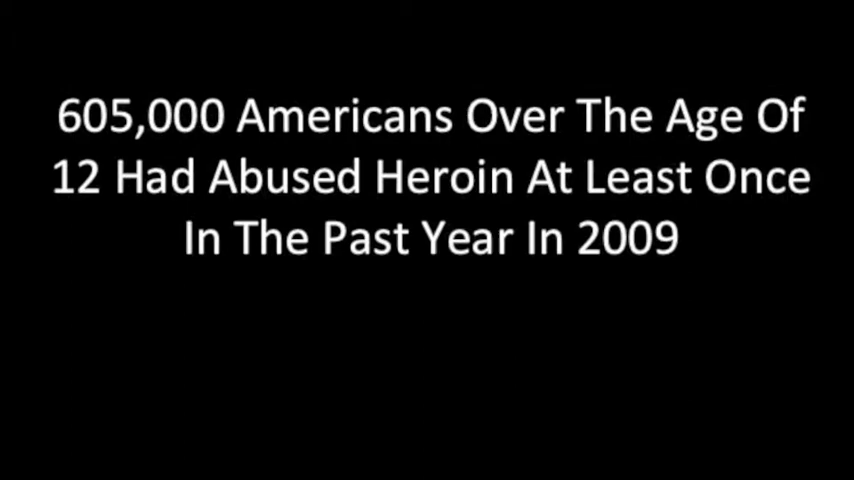 605,000 Americans Over The Age Of
12 Had Abused Heroin At Least Once
In The Past Year In 2009